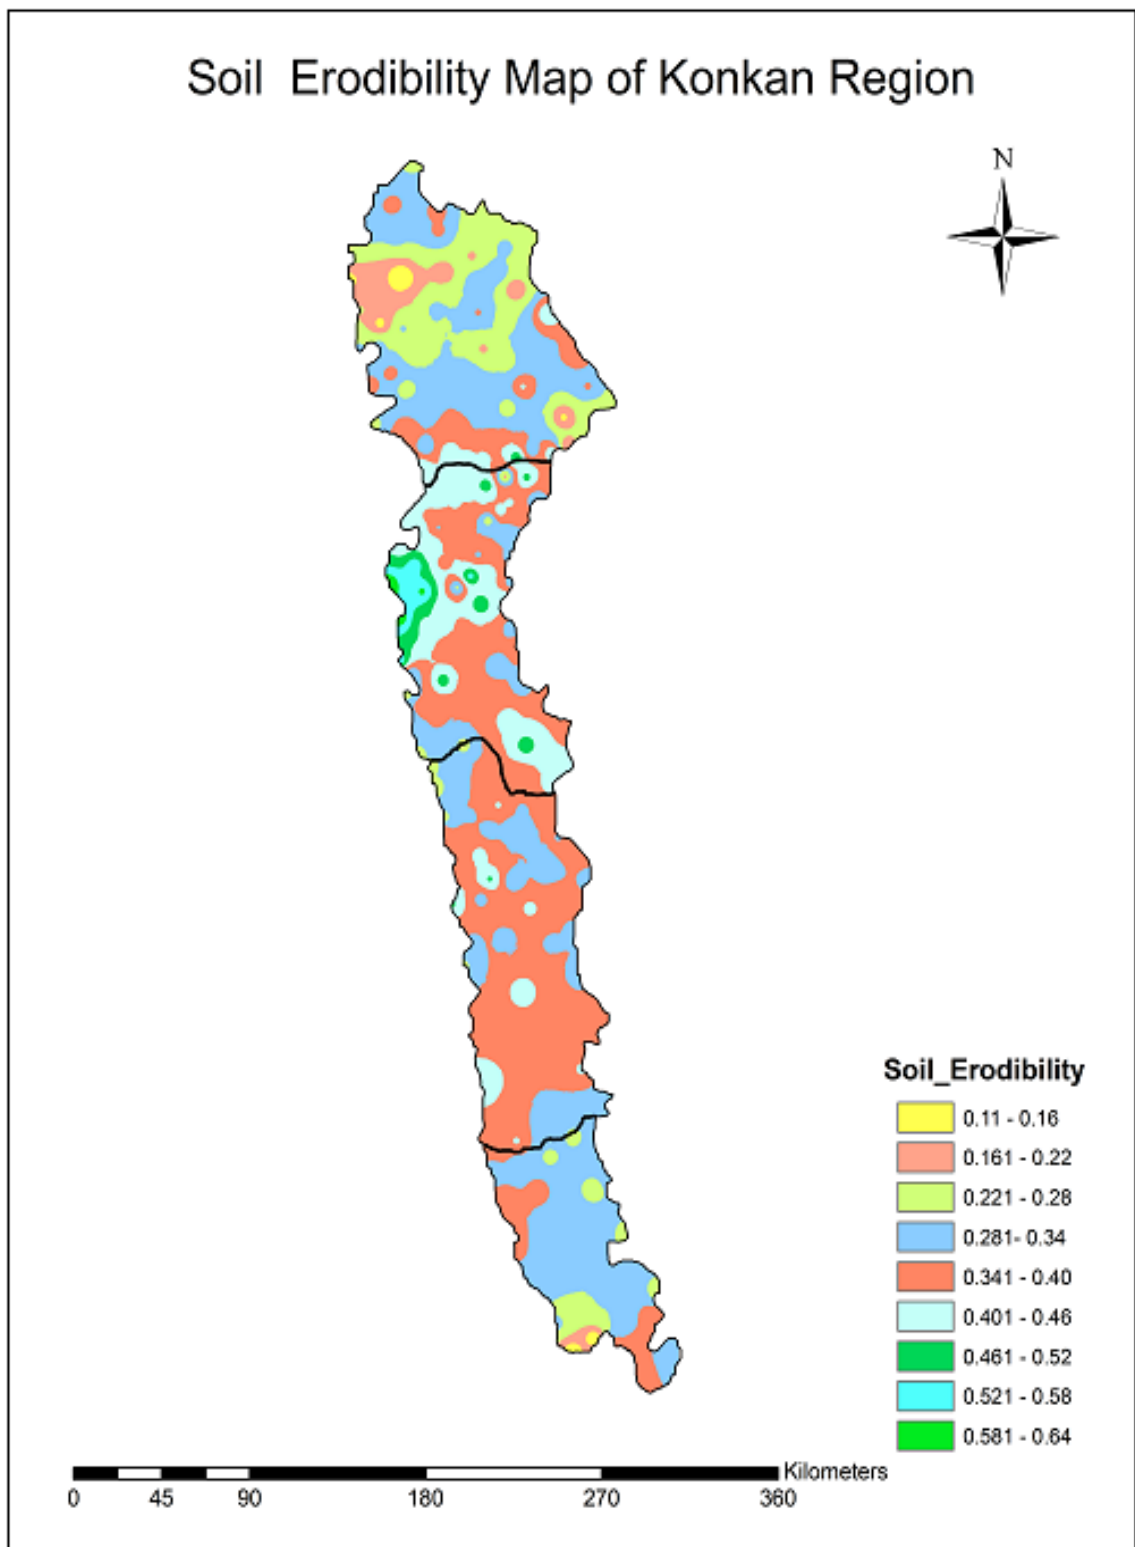 Soil Erodibility Map of Konkan Region
N
Soil_Erodibility
0.11 - 0.16
0.161 - 0.22
0.221 - 0.28
0.281- 0.34
0.341 - 0.40
0.401 - 0.46
0.461 - 0.52
0.521 - 0.58
0.581 - 0.64
Kilometers
0 45 90 180 270 360